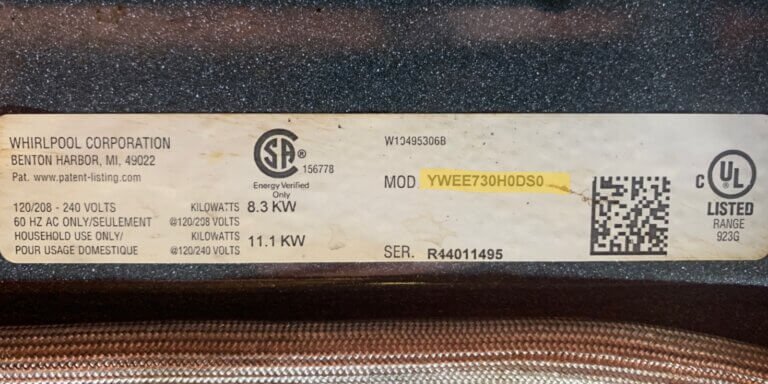 WHIRLPOOL CORPORATION
BENTON HARBOR, MI, 49022
Pat. www.patent-listing.com
120/208 - 240 VOLTS
60 HZ AC ONLY/SEULEMENT
HOUSEHOLD USE ONLY/
POUR USAGE DOMESTIQUE
KILOWATTS 8.3 KW
@120/208 VOLTS
KILOWATTS 11.1 KW
@120/240 VOLTS
CSA ® 156778
Energy Verified
Only
W10495306B
MOD. YWEE730H0DS0
SER. R44011495
C UL
LISTED
RANGE
923G